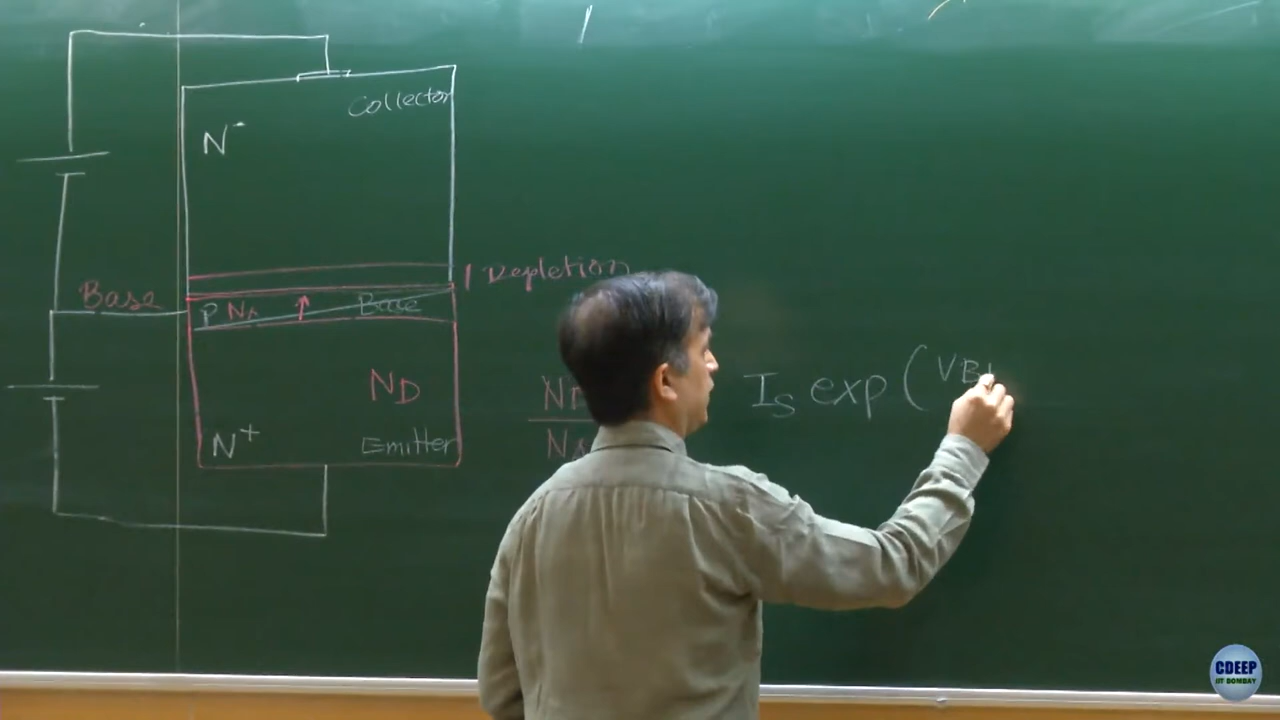 Collector
N⁻
Depletion
Base
P NA Base
ND
N⁺ Emitter
IS exp (VB
CDEEP
IIT BOMBAY